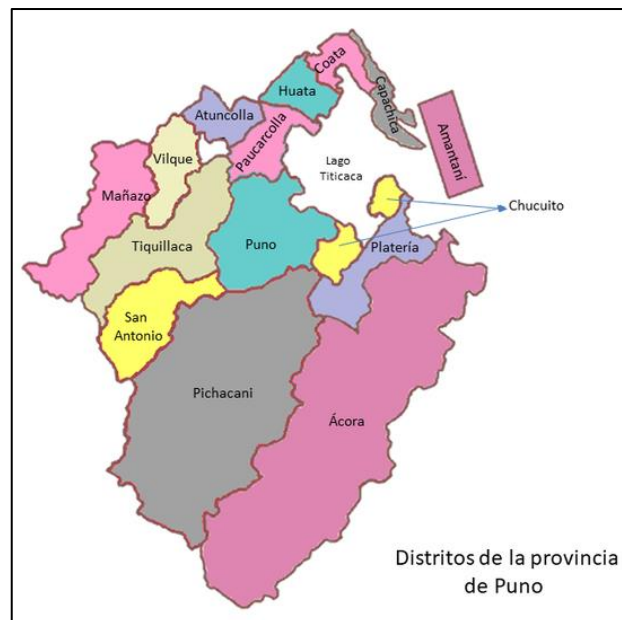 Coata
Huata
Capachica
Atuncolla
Amantaní
Paucarcolla
Vilque
Lago
Titicaca
Mañazo
Chucuito
Tiquillaca
Puno
Platería
San
Antonio
Pichacani
Ácora
Distritos de la provincia
de Puno